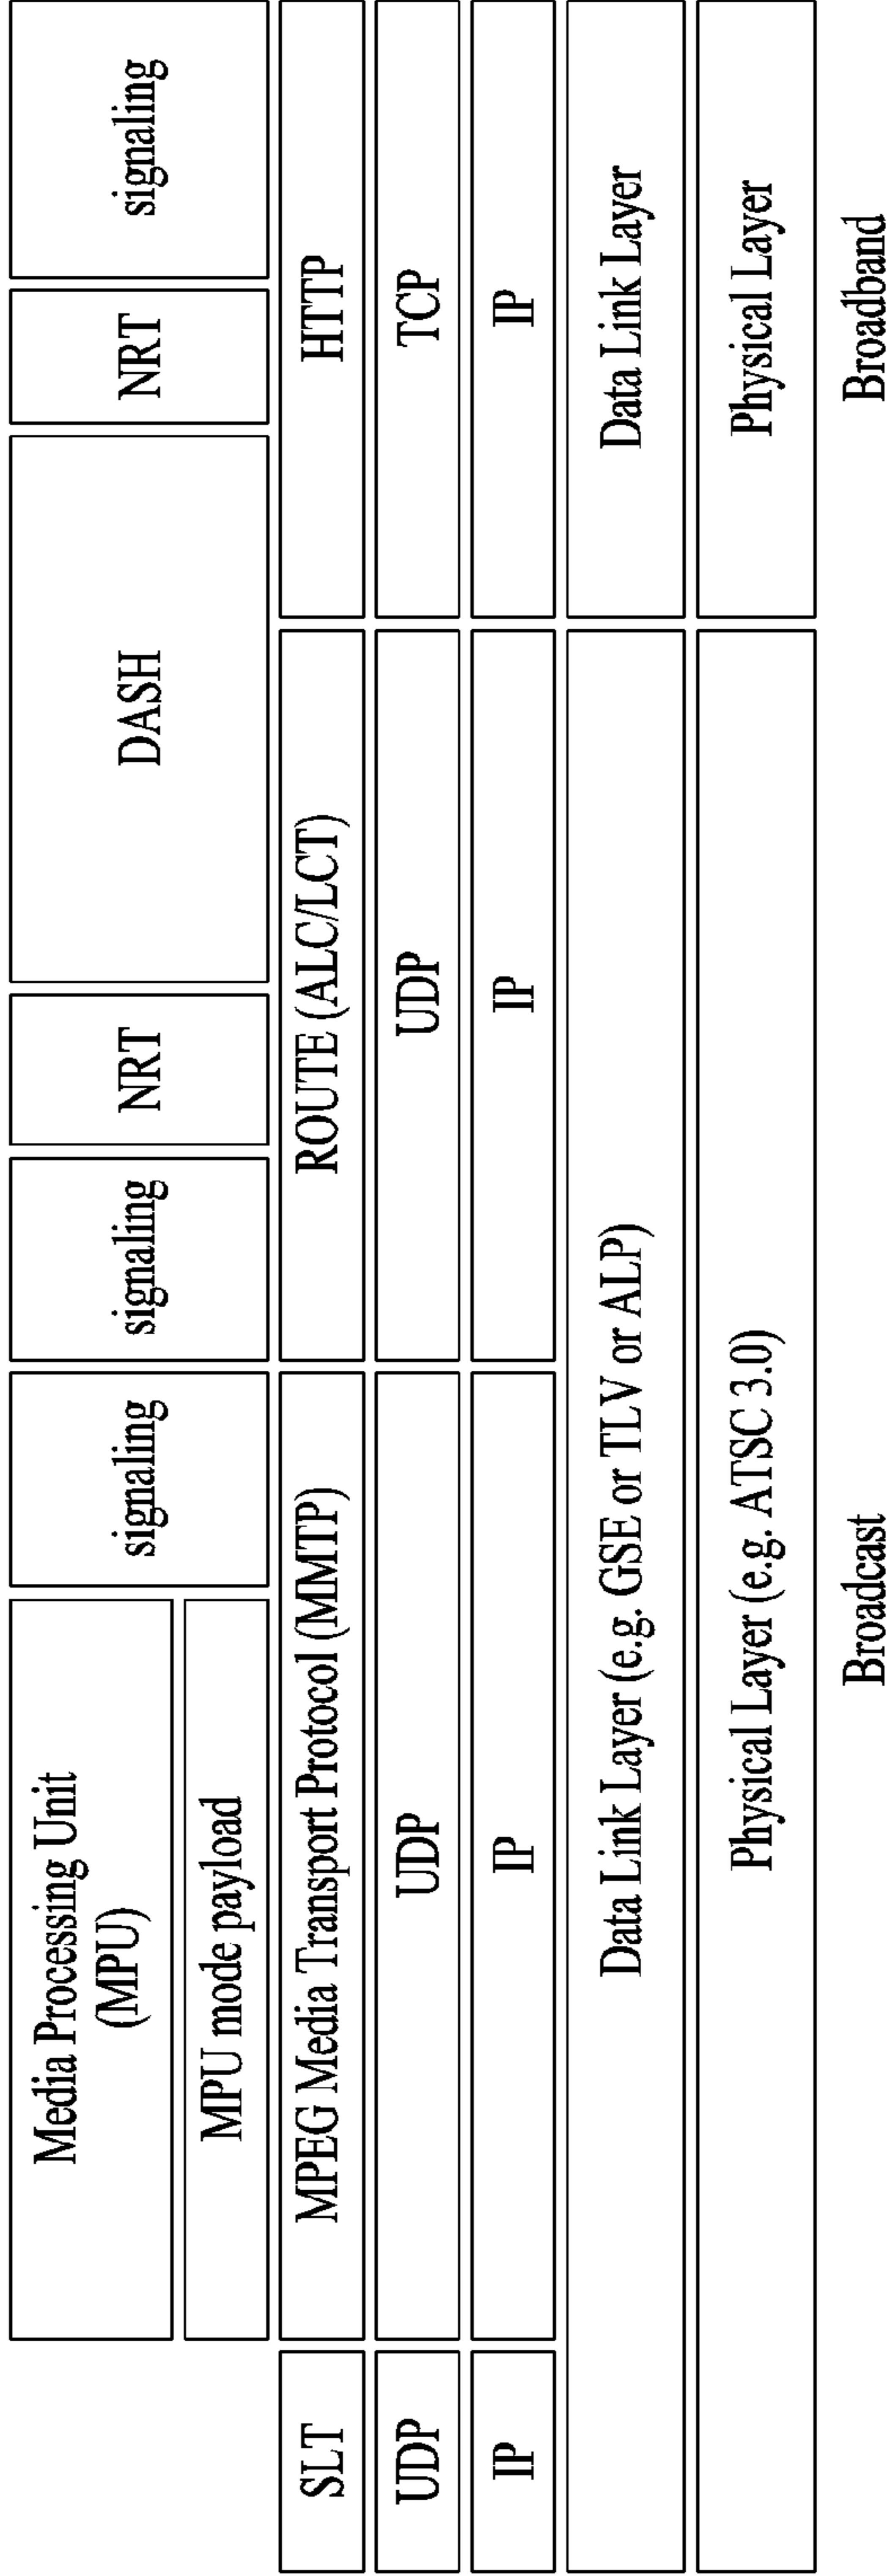 Media Processing Unit
(MPU)
signaling
signaling
NRT
DASH
NRT
signaling
MPU mode payload
SLT
MPEG Media Transport Protocol (MMTP)
ROUTE (ALC/LCT)
HTTP
UDP
UDP
UDP
TCP
IP
IP
IP
IP
Data Link Layer (e.g. GSE or TLV or ALP)
Data Link Layer
Physical Layer (e.g. ATSC 3.0)
Physical Layer
Broadcast
Broadband